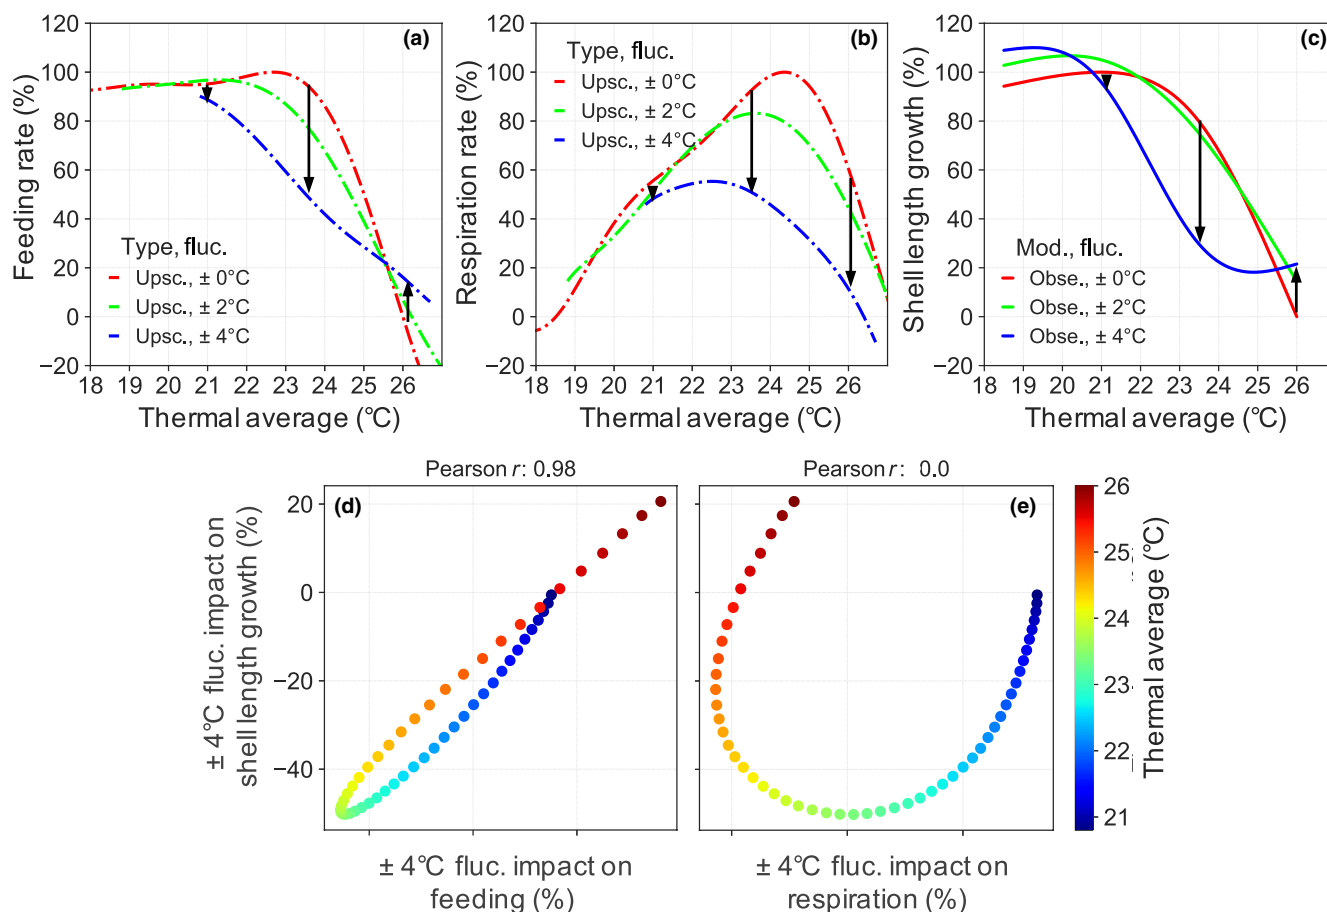 (a)
120
100
80
60
40
20
0
−20
Feeding rate (%)
Type, fluc.
Upsc., ± 0°C
Upsc., ± 2°C
Upsc., ± 4°C
18 19 20 21 22 23 24 25 26
Thermal average (°C)
(b)
120
100
80
60
40
20
0
−20
Respiration rate (%)
Type, fluc.
Upsc., ± 0°C
Upsc., ± 2°C
Upsc., ± 4°C
18 19 20 21 22 23 24 25 26
Thermal average (°C)
(c)
120
100
80
60
40
20
0
−20
Shell length growth (%)
Mod., fluc.
Obse., ± 0°C
Obse., ± 2°C
Obse., ± 4°C
18 19 20 21 22 23 24 25 26
Thermal average (°C)
Pearson r: 0.98
(d)
20
0
−20
−40
± 4°C fluc. impact on
shell length growth (%)
± 4°C fluc. impact on
feeding (%)
Pearson r: 0.0
(e)
± 4°C fluc. impact on
respiration (%)
26
25
24
23
22
21
Thermal average (°C)